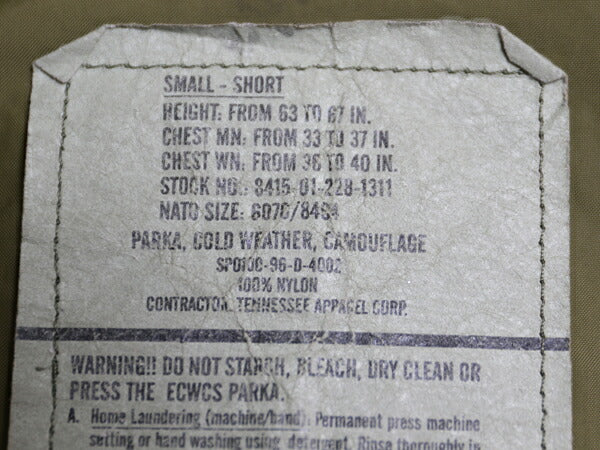 SMALL - SHORT
HEIGHT: FROM 63 TO 67 IN.
CHEST MN: FROM 33 TO 37 IN.
CHEST WN: FROM 36 TO 40 IN.
STOCK NO.: 8415-01-228-1311
NATO SIZE:
PARKA, COLD WEATHER, CAMOUFLAGE
SP0100-96-D-4002
100% NYLON
CONTRACTOR, TENNESSEE APPAREL CORP.
WARNING!! DO NOT STARCH, BLEACH, DRY CLEAN OR
PRESS THE ECWCS PARKA.
A. Home Laundering (machine/hand): Permanent press machine
setting or hand washing using detergent. Rinse thoroughly in